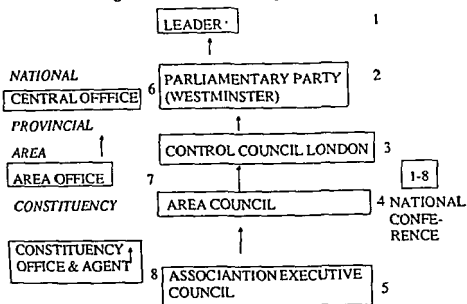 LEADER· 1
NATIONAL
CENTRAL OFFFICE 6
PARLIAMENTARY PARTY 2
(WESTMINSTER)
PROVINCIAL
AREA
CONTROL COUNCIL LONDON 3
AREA OFFICE 7
1-8
CONSTITUENCY
AREA COUNCIL
4 NATIONAL
CONFE-
RENCE
CONSTITUENCY
OFFICE & AGENT 8
ASSOCIANTION EXECUTIVE
COUNCIL 5